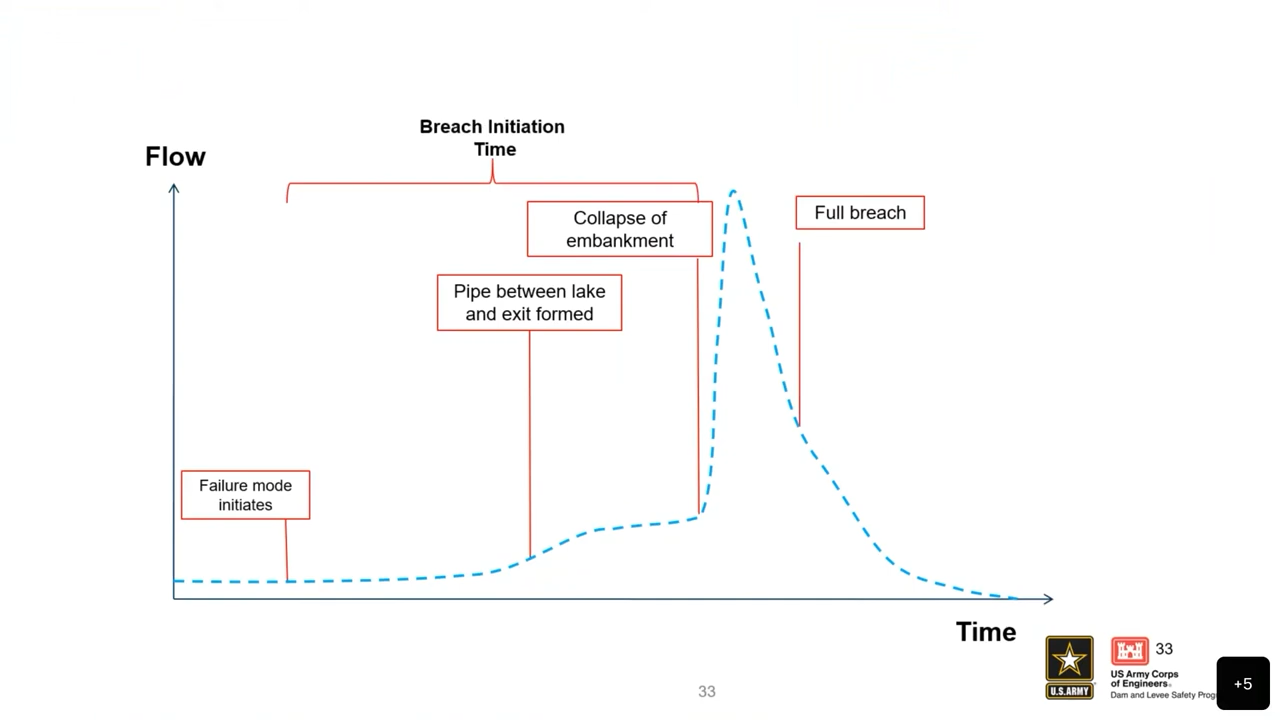 Breach Initiation
Time
Flow
Collapse of
embankment
Full breach
Pipe between lake
and exit formed
Failure mode
initiates
Time
33
U.S.ARMY
US Army Corps
of Engineers®
Dam and Levee Safety
33
+5